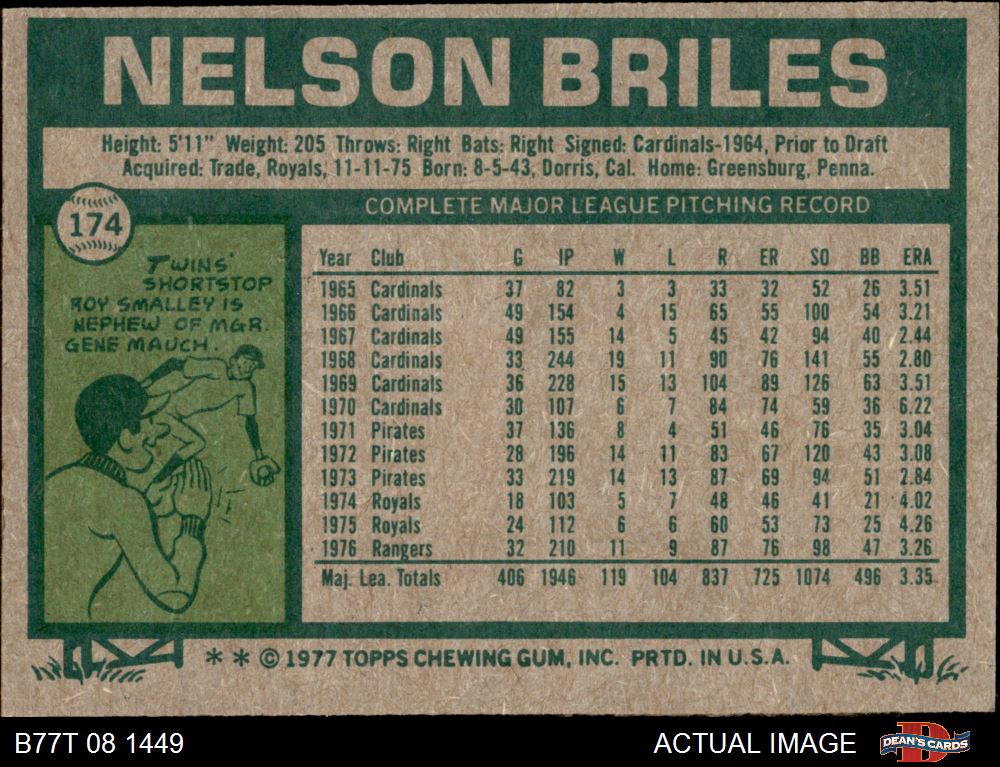 NELSON BRILES
Height: 5'11" Weight: 205 Throws: Right Bats: Right Signed: Cardinals-1964, Prior to Draft
Acquired: Trade, Royals, 11-11-75 Born: 8-5-43, Dorris, Cal. Home: Greensburg, Penna.
174
TWINS'
SHORTSTOP
ROY SMALLEY IS
NEPHEW OF MGR.
GENE MAUCH.
COMPLETE MAJOR LEAGUE PITCHING RECORD
Year Club G IP W L R ER SO BB ERA
1965 Cardinals 37 82 3 3 33 32 52 26 3.51
1966 Cardinals 49 154 4 15 65 55 100 54 3.21
1967 Cardinals 49 155 14 5 45 42 94 40 2.44
1968 Cardinals 33 244 19 11 90 76 141 55 2.80
1969 Cardinals 36 228 15 13 104 89 126 63 3.51
1970 Cardinals 30 107 6 7 84 74 59 36 6.22
1971 Pirates 37 136 8 4 51 46 76 35 3.04
1972 Pirates 28 196 14 11 83 67 120 43 3.08
1973 Pirates 33 219 14 13 87 69 94 51 2.84
1974 Royals 18 103 5 7 48 46 41 21 4.02
1975 Royals 24 112 6 6 60 53 73 25 4.26
1976 Rangers 32 210 11 9 87 76 98 47 3.26
Maj. Lea. Totals 406 1946 119 104 837 725 1074 496 3.35
* * © 1977 TOPPS CHEWING GUM, INC. PRTD. IN U.S.A.
B77T 08 1449 ACTUAL IMAGE D DEAN'S CARDS